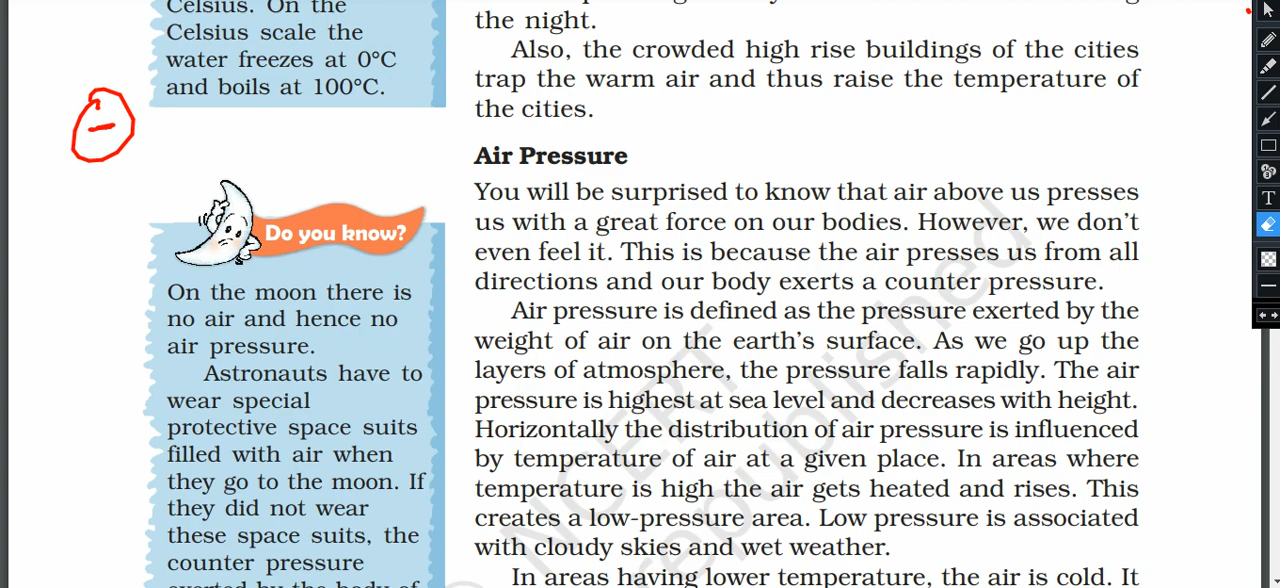 Celsius. On the
Celsius scale the
water freezes at 0°C
and boils at 100°C.
Do you know?
On the moon there is
no air and hence no
air pressure.
Astronauts have to
wear special
protective space suits
filled with air when
they go to the moon. If
they did not wear
these space suits, the
counter pressure
exerted by the body of
the night.
Also, the crowded high rise buildings of the cities
trap the warm air and thus raise the temperature of
the cities.
Air Pressure
You will be surprised to know that air above us presses
us with a great force on our bodies. However, we don't
even feel it. This is because the air presses us from all
directions and our body exerts a counter pressure.
Air pressure is defined as the pressure exerted by the
weight of air on the earth's surface. As we go up the
layers of atmosphere, the pressure falls rapidly. The air
pressure is highest at sea level and decreases with height.
Horizontally the distribution of air pressure is influenced
by temperature of air at a given place. In areas where
temperature is high the air gets heated and rises. This
creates a low-pressure area. Low pressure is associated
with cloudy skies and wet weather.
In areas having lower temperature, the air is cold. It
© NCERT
republished
T